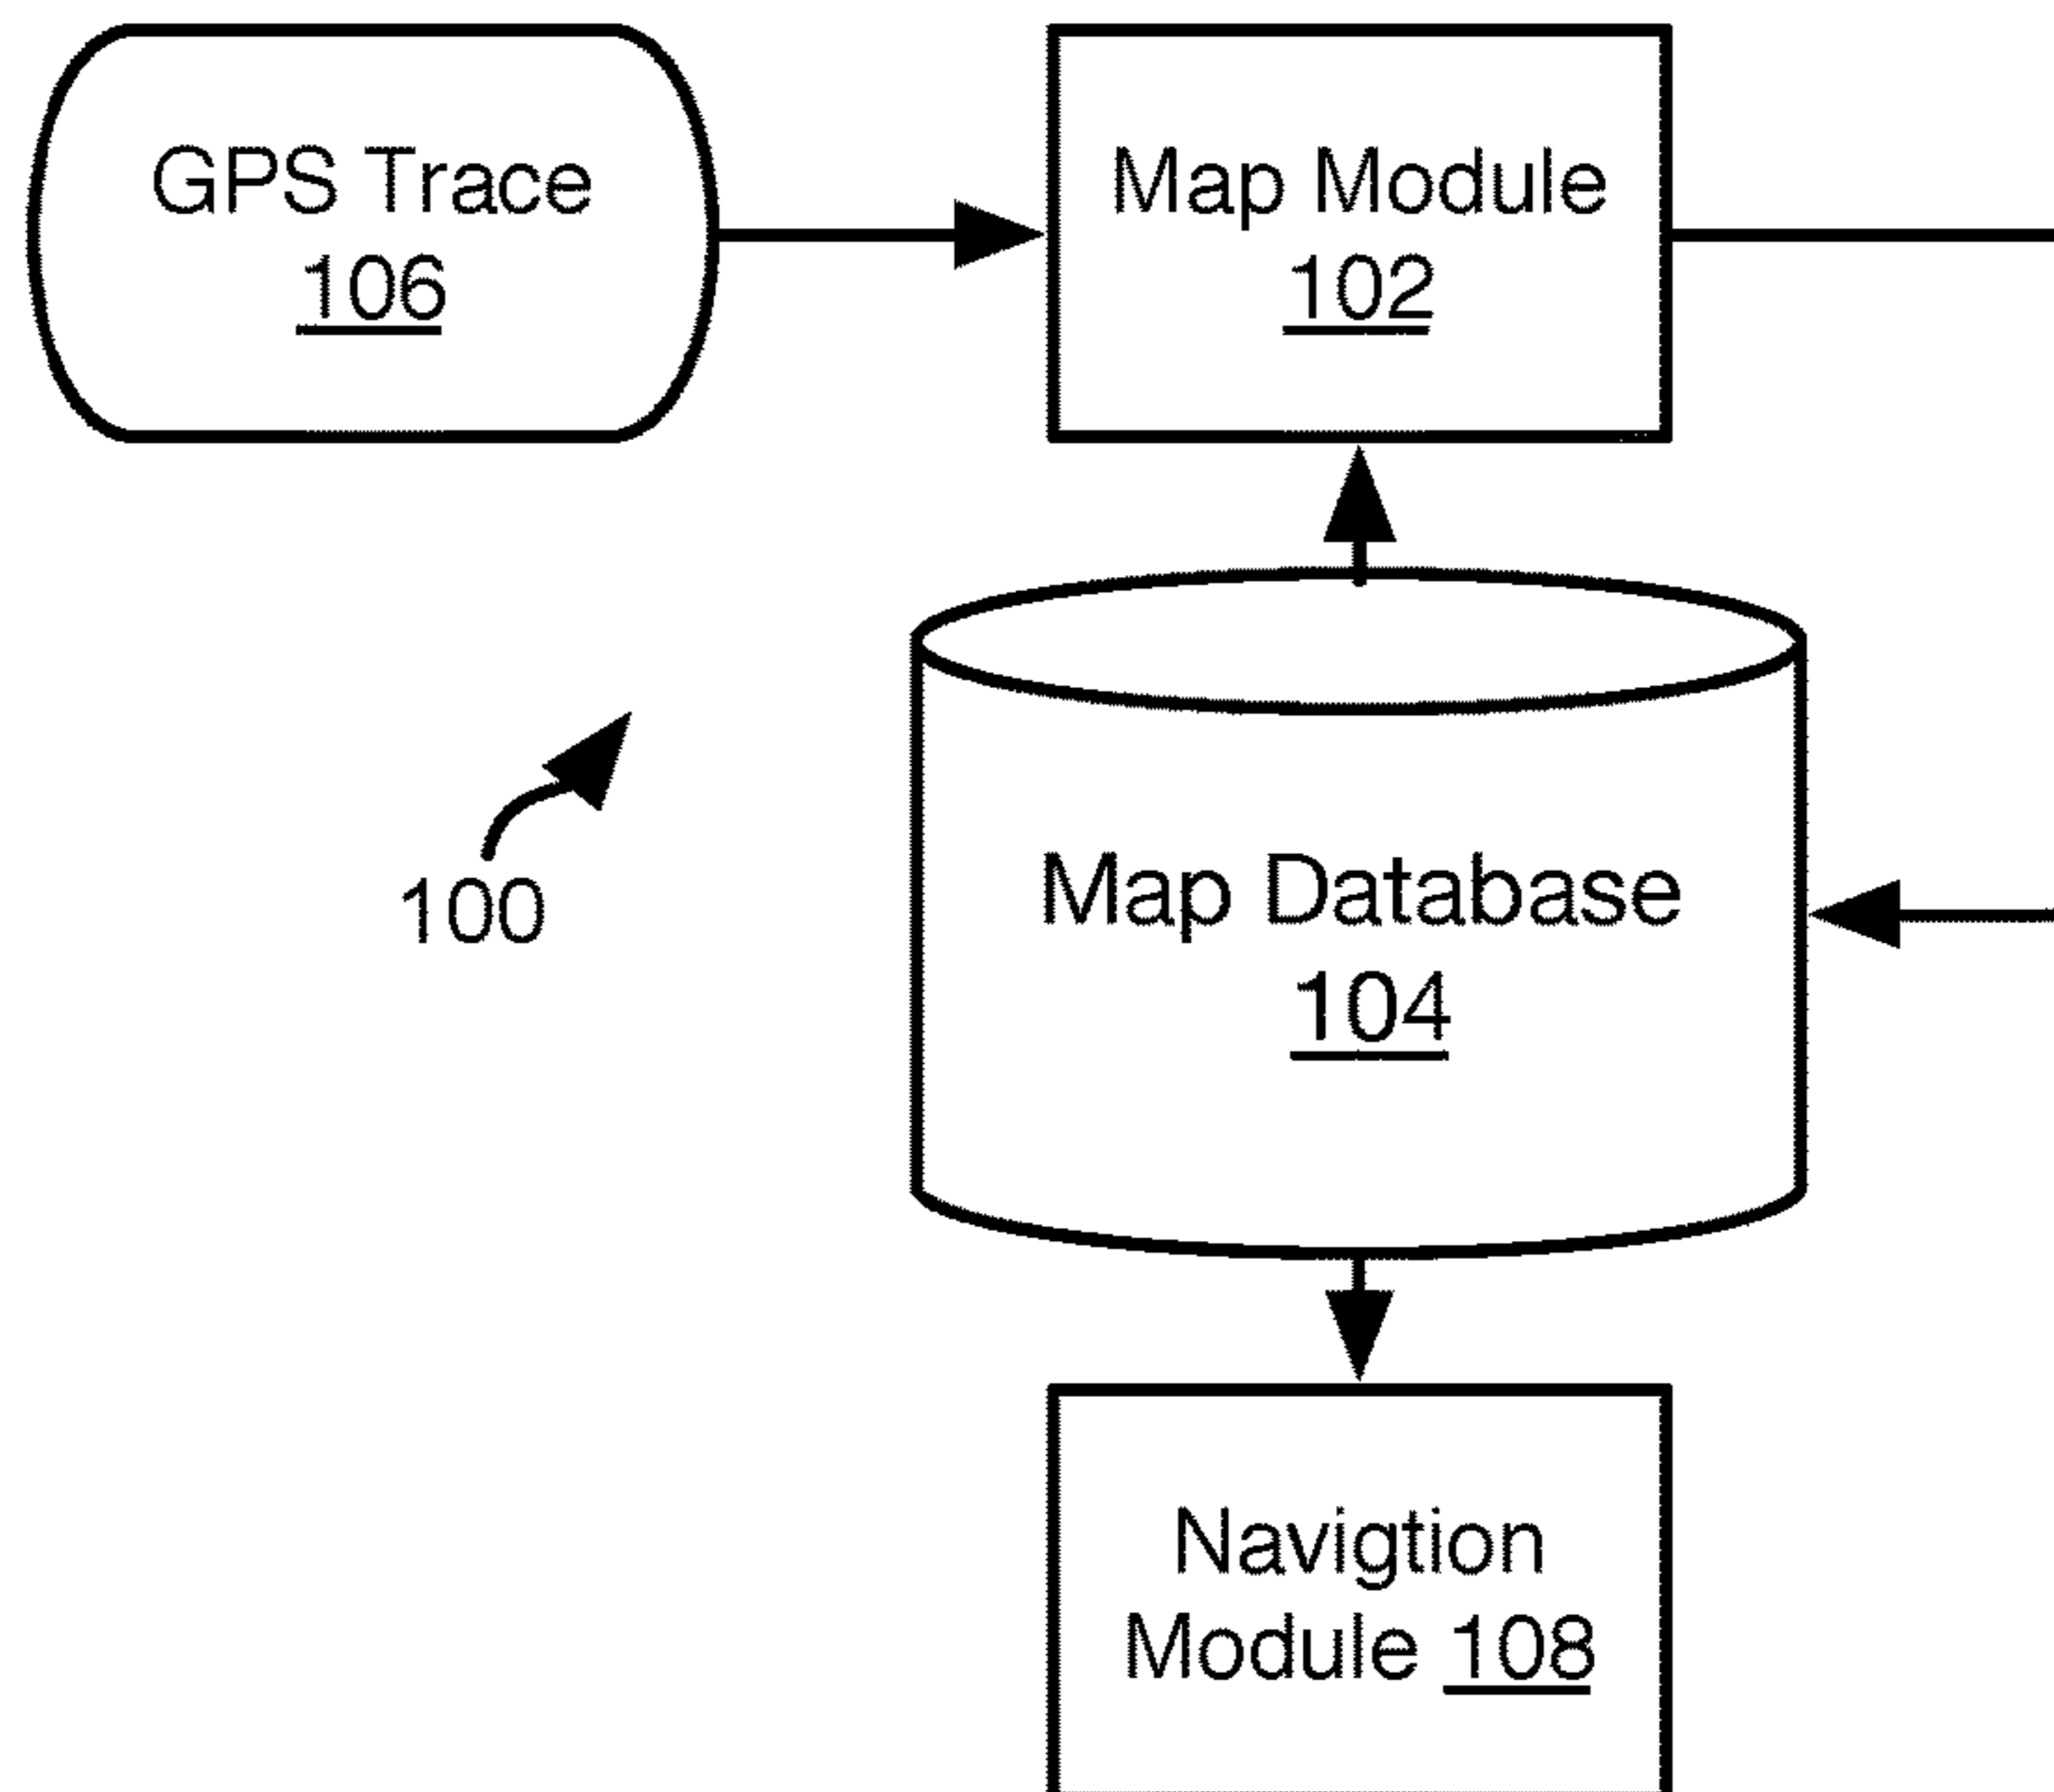 GPS Trace
106
Map Module
102
100
Map Database
104
Navigtion
Module 108